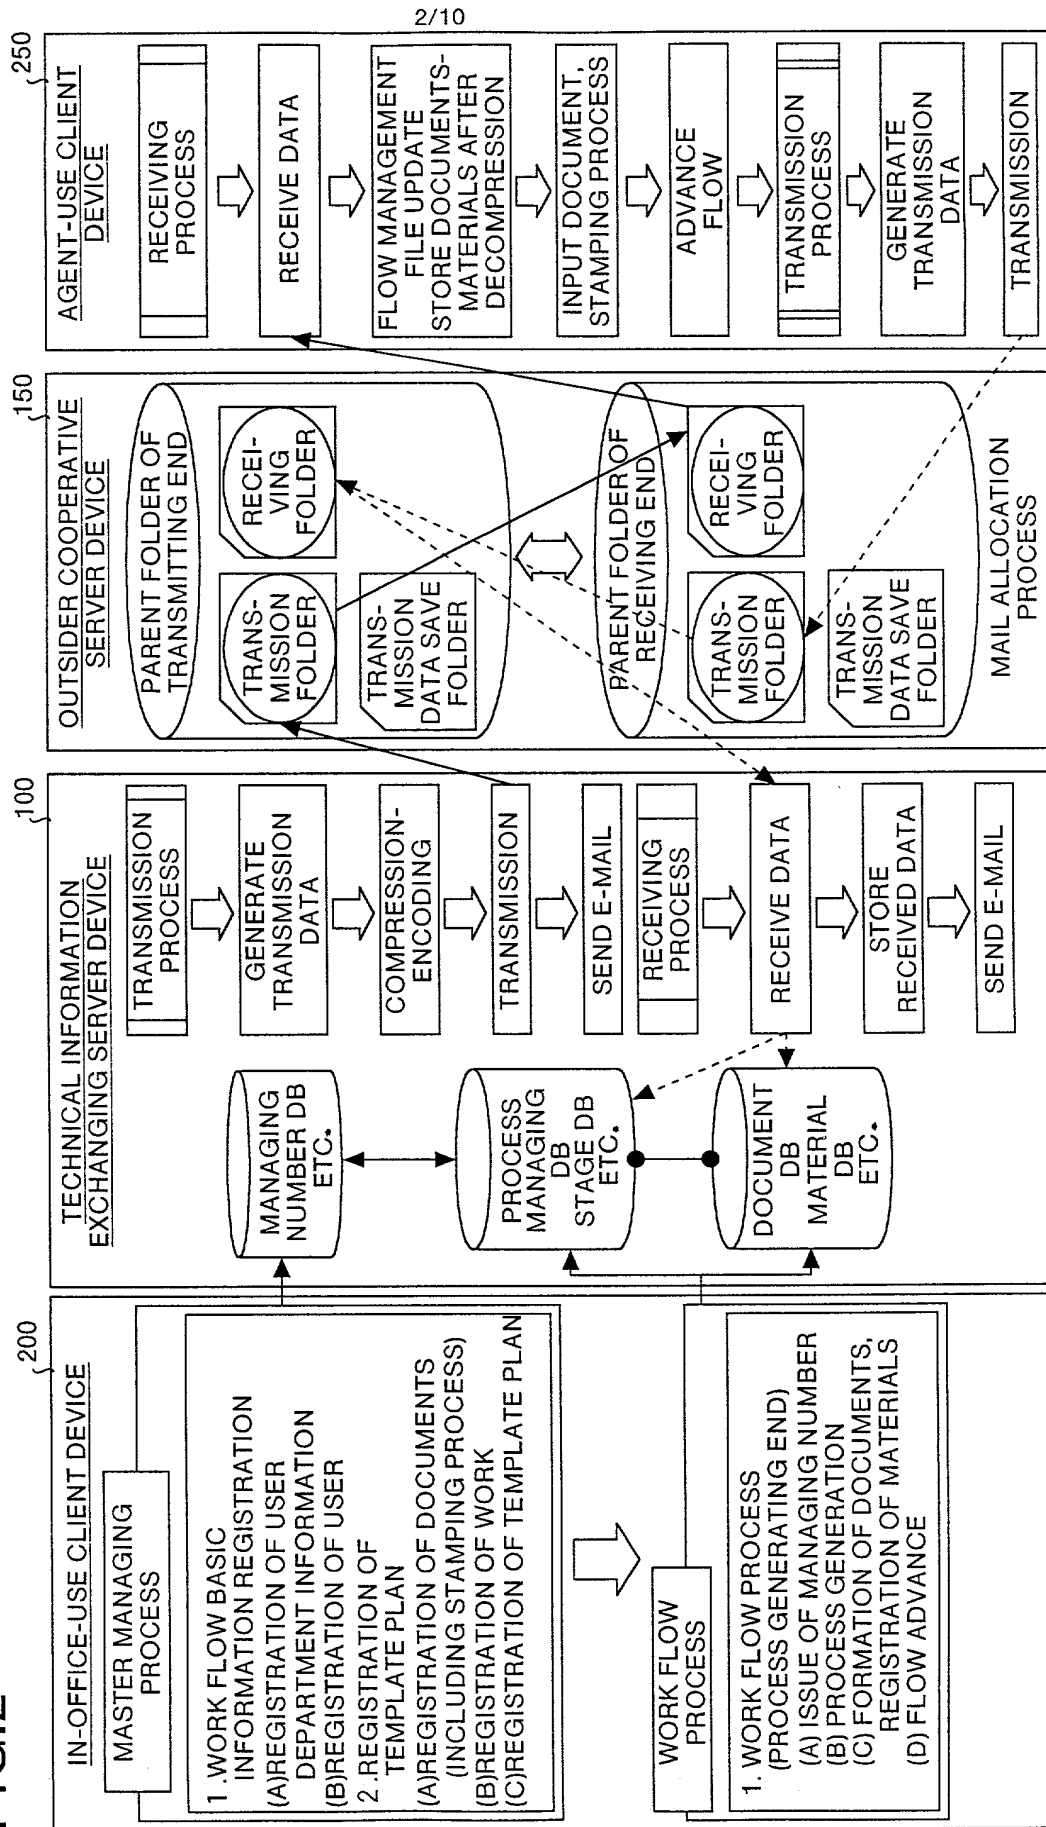 2/10
200
IN-OFFICE-USE CLIENT DEVICE
MASTER MANAGING
PROCESS
1.WORK FLOW BASIC
INFORMATION REGISTRATION
(A)REGISTRATION OF USER
DEPARTMENT INFORMATION
(B)REGISTRATION OF USER
2.REGISTRATION OF
TEMPLATE PLAN
(A)REGISTRATION OF DOCUMENTS
(INCLUDING STAMPING PROCESS)
(B)REGISTRATION OF WORK
(C)REGISTRATION OF TEMPLATE PLAN
WORK FLOW
PROCESS
1. WORK FLOW PROCESS
(PROCESS GENERATING END)
(A) ISSUE OF MANAGING NUMBER
(B) PROCESS GENERATION
(C) FORMATION OF DOCUMENTS,
REGISTRATION OF MATERIALS
(D) FLOW ADVANCE
100
TECHNICAL INFORMATION
EXCHANGING SERVER DEVICE
MANAGING
NUMBER DB
ETC.
PROCESS
MANAGING
DB
STAGE DB
ETC.
DOCUMENT
DB
MATERIAL
DB
ETC.
TRANSMISSION
PROCESS
GENERATE
TRANSMISSION
DATA
COMPRESSION-
ENCODING
TRANSMISSION
SEND E-MAIL
RECEIVING
PROCESS
RECEIVE DATA
STORE
RECEIVED DATA
SEND E-MAIL
150
OUTSIDER COOPERATIVE
SERVER DEVICE
PARENT FOLDER OF
TRANSMITTING END
TRANS-
MISSION
FOLDER
RECEI-
VING
FOLDER
TRANS-
MISSION
DATA SAVE
FOLDER
PARENT FOLDER OF
RECEIVING END
TRANS-
MISSION
FOLDER
RECEI-
VING
FOLDER
TRANS-
MISSION
DATA SAVE
FOLDER
MAIL ALLOCATION
PROCESS
250
AGENT-USE CLIENT
DEVICE
RECEIVING
PROCESS
RECEIVE DATA
FLOW MANAGEMENT
FILE UPDATE
STORE DOCUMENTS-
MATERIALS AFTER
DECOMPRESSION
INPUT DOCUMENT,
STAMPING PROCESS
ADVANCE
FLOW
TRANSMISSION
PROCESS
GENERATE
TRANSMISSION
DATA
TRANSMISSION